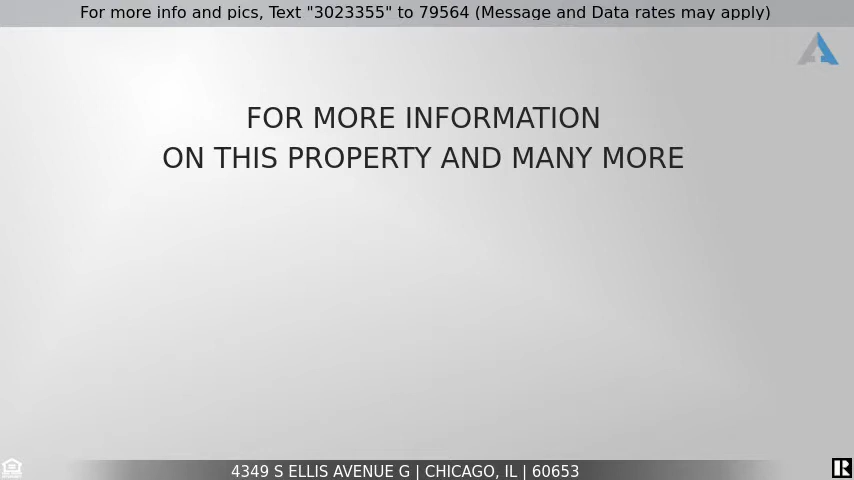 For more info and pics, Text "3023355" to 79564 (Message and Data rates may apply)
FOR MORE INFORMATION
ON THIS PROPERTY AND MANY MORE
4349 S ELLIS AVENUE G | CHICAGO, IL | 60653